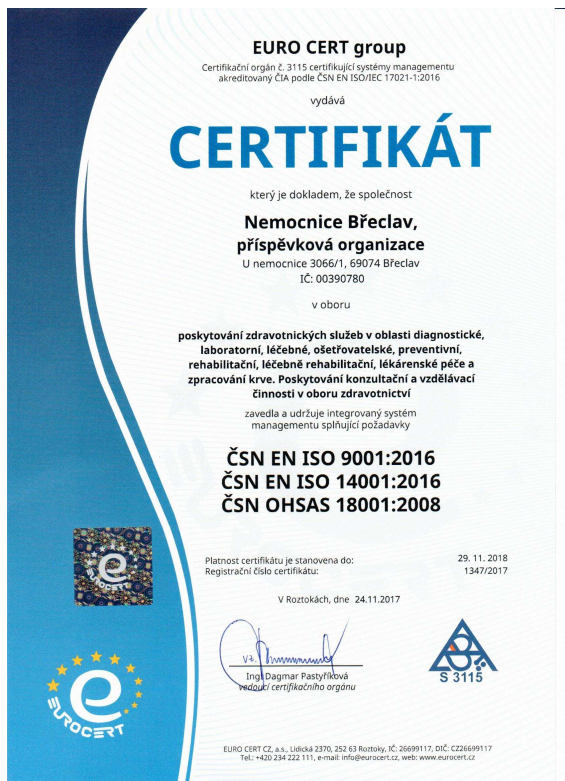 EURO CERT group
Certifikační orgán č. 3115 certifikující systémy managementu
akreditovaný ČIA podle ČSN EN ISO/IEC 17021-1:2016
vydává
CERTIFIKÁT
který je dokladem, že společnost
Nemocnice Břeclav,
příspěvková organizace
U nemocnice 3066/1, 69074 Břeclav
IČ: 00390780
v oboru
poskytování zdravotnických služeb v oblasti diagnostické,
laboratorní, léčebné, ošetřovatelské, preventivní,
rehabilitační, léčebně rehabilitační, lékárenské péče a
zpracování krve. Poskytování konzultační a vzdělávací
činnosti v oboru zdravotnictví
zavedla a udržuje integrovaný systém
managementu splňující požadavky
ČSN EN ISO 9001:2016
ČSN EN ISO 14001:2016
ČSN OHSAS 18001:2008
e
EUROCERT
Platnost certifikátu je stanovena do: 29. 11. 2018
Registrační číslo certifikátu: 1347/2017
V Roztokách, dne 24.11.2017
vz.
Ing. Dagmar Pastyříková
vedoucí certifikačního orgánu
S 3115
e
EUROCERT
EURO CERT CZ, a.s., Lidická 2370, 252 63 Roztoky, IČ: 26699117, DIČ: CZ26699117
Tel.: +420 234 222 111, e-mail: info@eurocert.cz, web: www.eurocert.cz